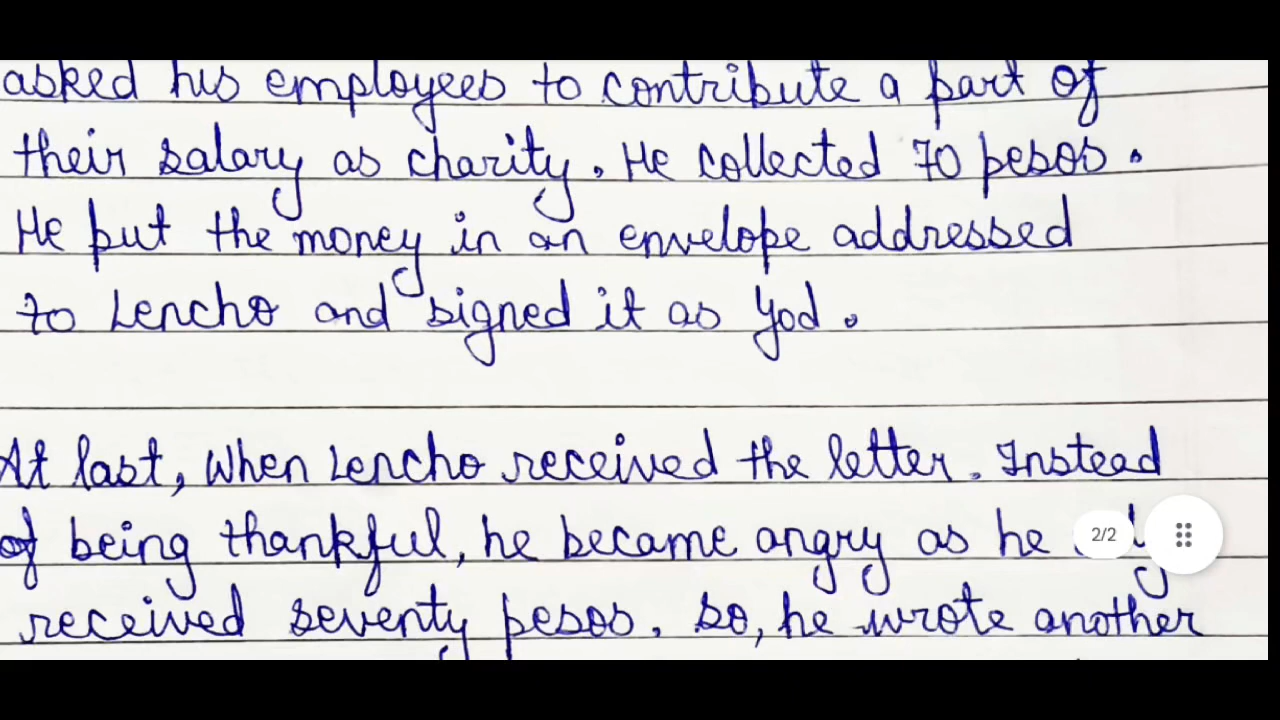 asked his employees to contribute a part of
their salary as charity. He collected 70 pesos.
He put the money in an envelope addressed
to Lencho and signed it as God.
At last, when Lencho received the letter. Instead
of being thankful, he became angry as he
2/2
received seventy pesos. So, he wrote another